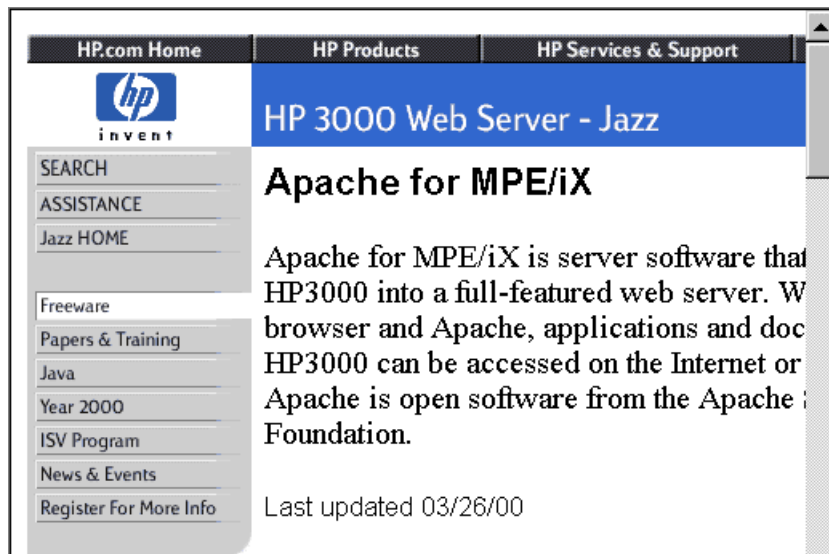 HP.com Home HP Products HP Services & Support
hp
invent
HP 3000 Web Server - Jazz
SEARCH
ASSISTANCE
Jazz HOME
Freeware
Papers & Training
Java
Year 2000
ISV Program
News & Events
Register For More Info
Apache for MPE/iX
Apache for MPE/iX is server software that
HP3000 into a full-featured web server. W
browser and Apache, applications and doc
HP3000 can be accessed on the Internet or
Apache is open software from the Apache
Foundation.
Last updated 03/26/00